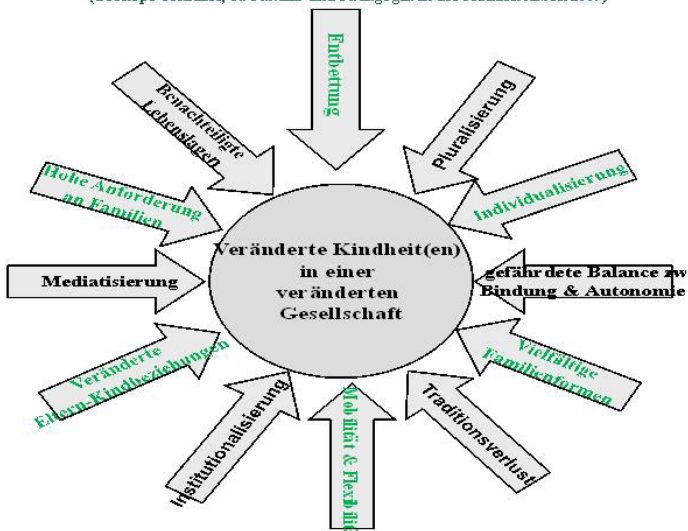 Entbettung
Pluralisierung
Individualisierung
gefährdete Balance zw
Bindung & Autonomie
Vielfältige
Familienformen
Traditionsverlust
Mobilität & Flexibilit
Institutionalisierung
Veränderte
Eltern-Kindbeziehungen
Mediatisierung
Hohe Anforderung
an Familien
Benachteiligte
Lebenslagen
Veränderte Kindheit(en)
in einer
veränderten
Gesellschaft